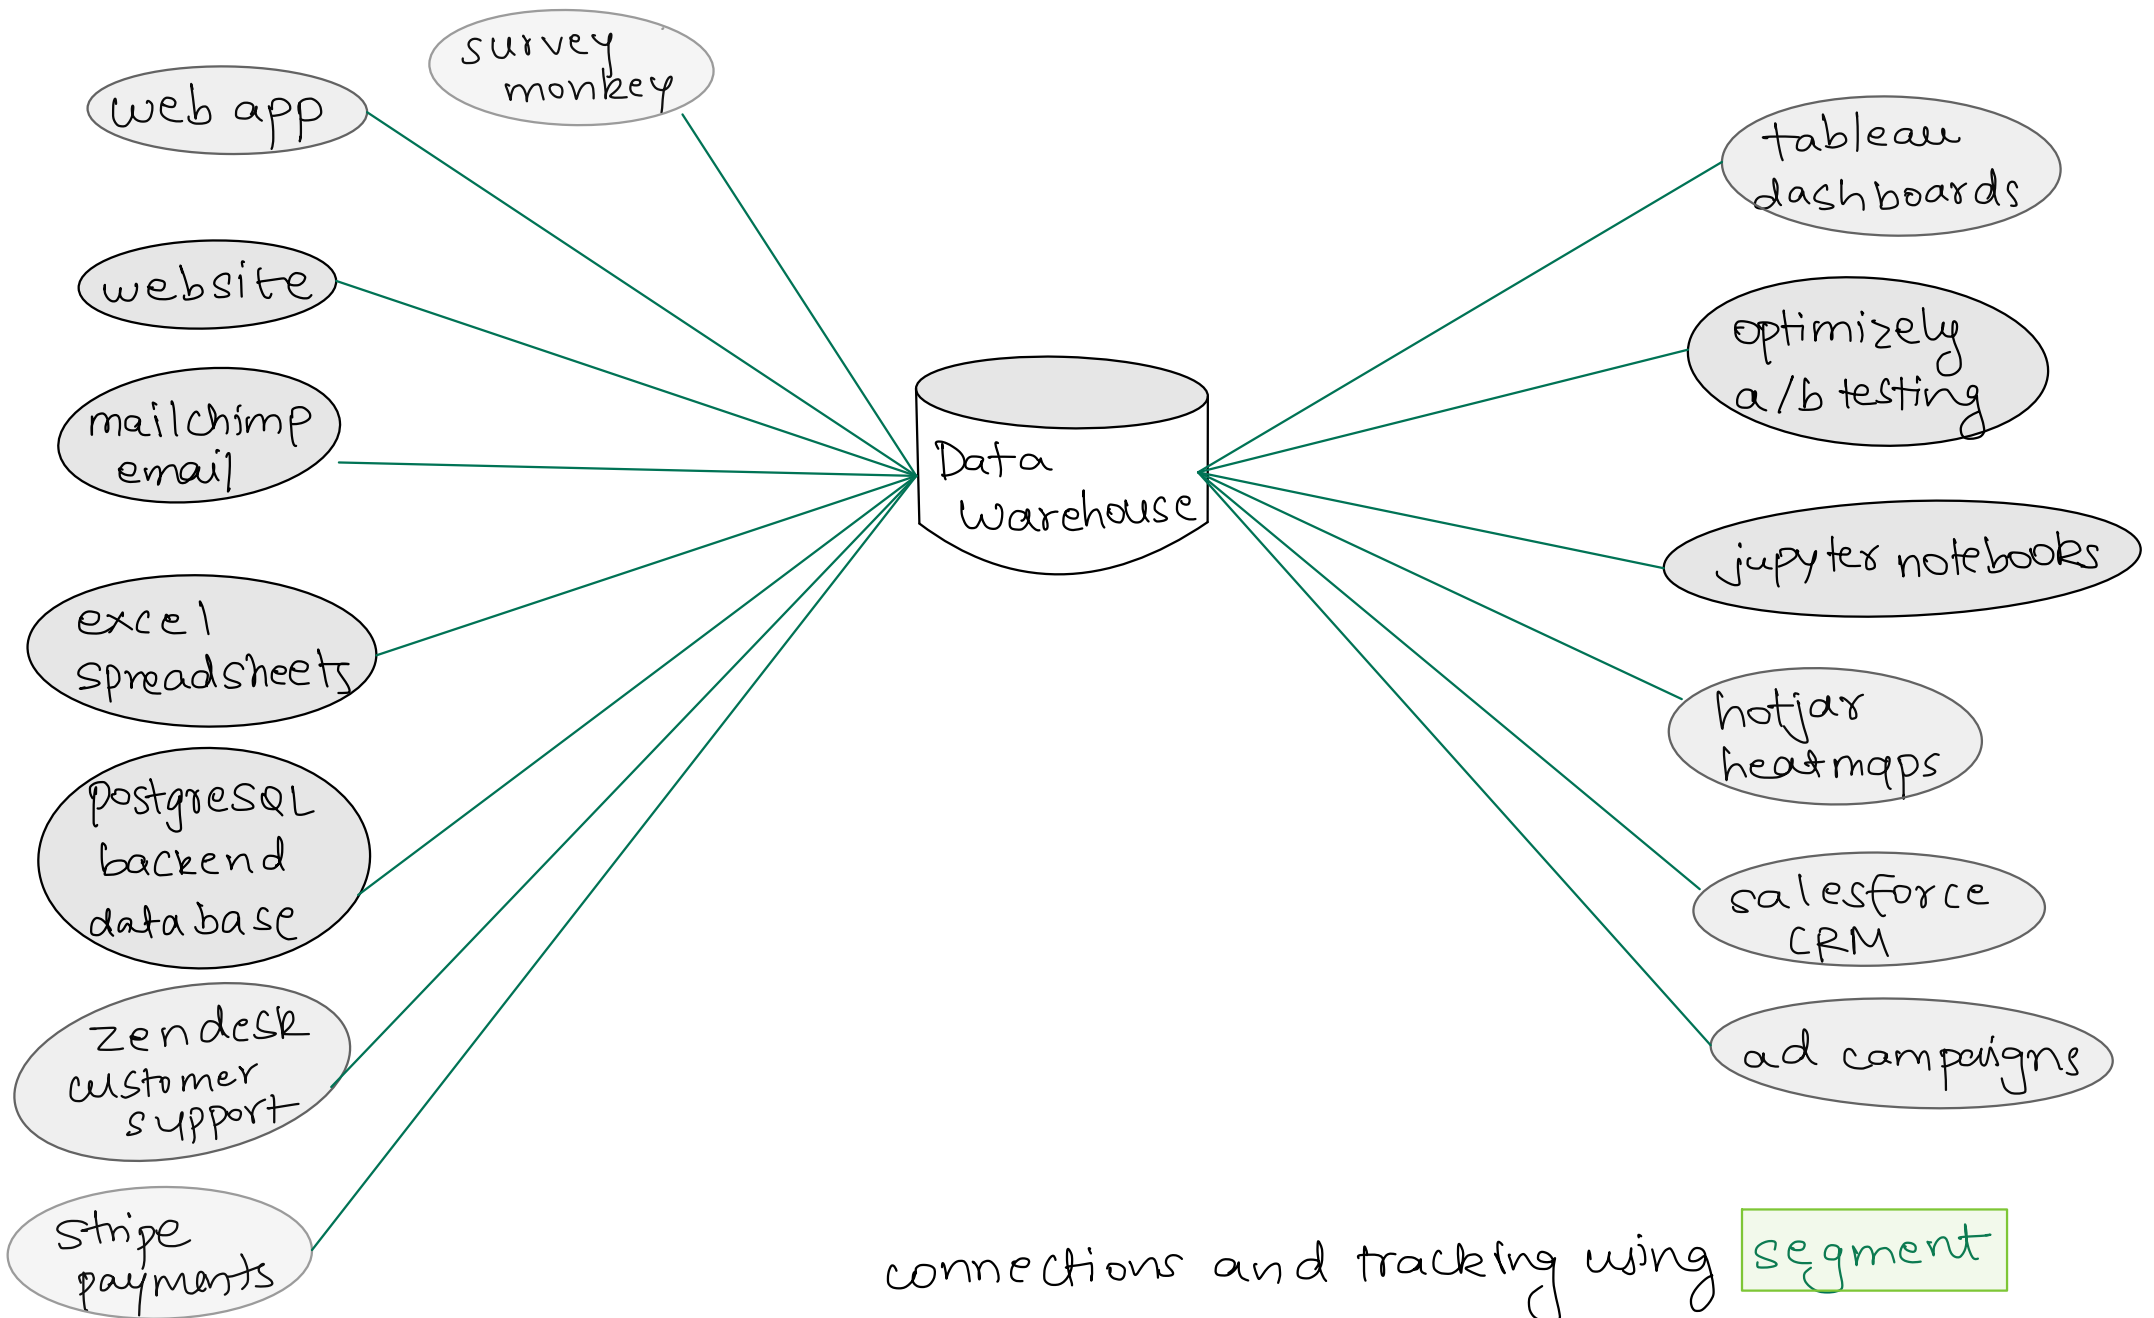 survey
monkey
web app
website
mailchimp
email
excel
spreadsheets
postgreSQL
backend
database
zendesk
customer
support
stripe
payments
Data
warehouse
tableau
dashboards
optimizely
a/b testing
jupyter notebooks
hotjar
heatmaps
salesforce
CRM
ad campaigns
connections and tracking using segment